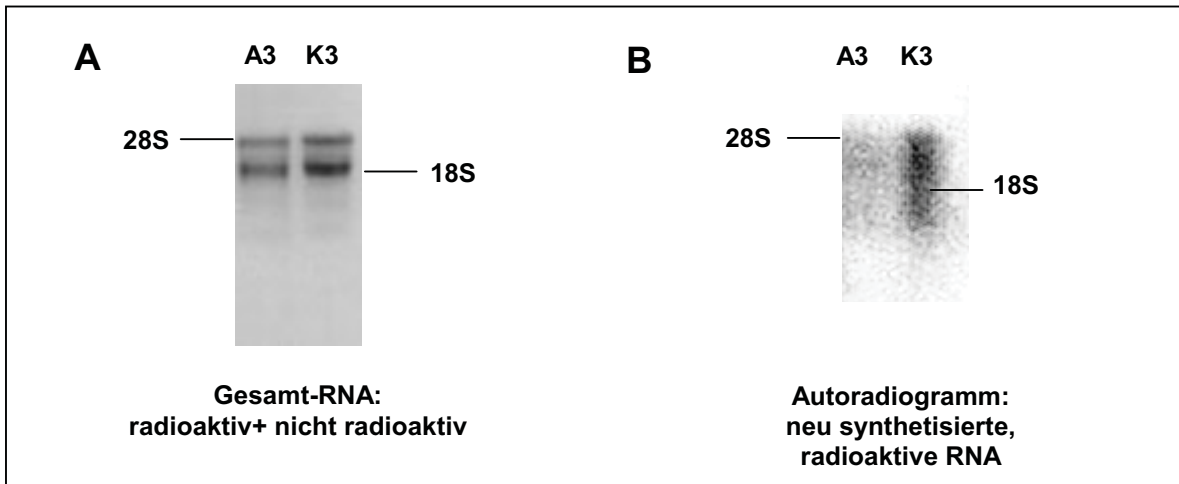 A
A3 K3
28S
18S
Gesamt-RNA:
radioaktiv+ nicht radioaktiv
B
A3 K3
28S
18S
Autoradiogramm:
neu synthetisierte,
radioaktive RNA